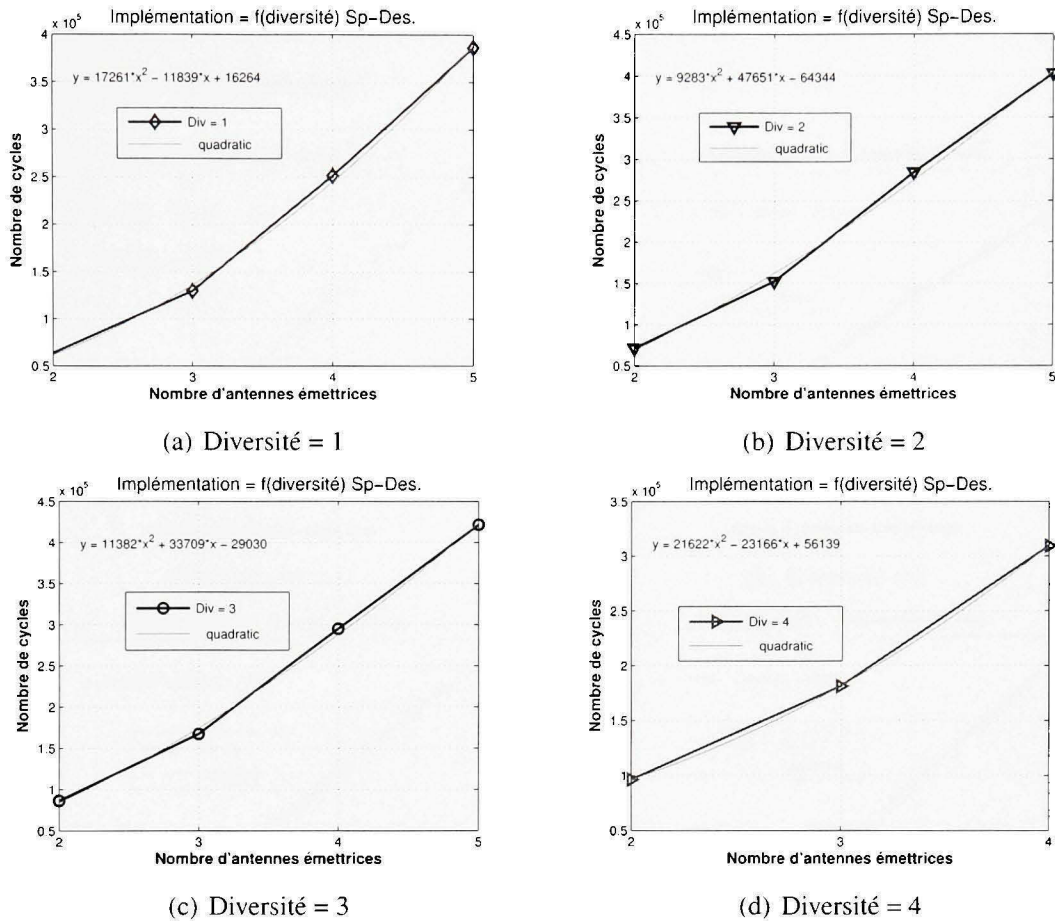 Implémentation = f(diversité) Sp-Des.
x 10^5
4
3 5
3
2 5
2
1 5
1
0 5
2
3
4
5
Nombre de cycles
Nombre d'antennes émettrices
y = 17261*x^2 − 11839*x + 16264
Div = 1
quadratic
(a) Diversité = 1
Implémentation = f(diversité) Sp-Des.
x 10^5
4 5
4
3 5
3
2 5
2
1 5
1
0 5
2
3
4
5
Nombre de cycles
Nombre d'antennes émettrices
y = 9283*x^2 + 47651*x − 64344
Div = 2
quadratic
(b) Diversité = 2
Implémentation = f(diversité) Sp-Des.
x 10^5
4 5
4
3 5
3
2 5
2
1 5
1
0 5
2
3
4
5
Nombre de cycles
Nombre d'antennes émettrices
y = 11382*x^2 + 33709*x − 29030
Div = 3
quadratic
(c) Diversité = 3
Implémentation = f(diversité) Sp-Des.
x 10^5
3 5
3
2 5
2
1 5
1
0 5
2
3
4
Nombre de cycles
Nombre d'antennes émettrices
y = 21622*x^2 − 23166*x + 56139
Div = 4
quadratic
(d) Diversité = 4